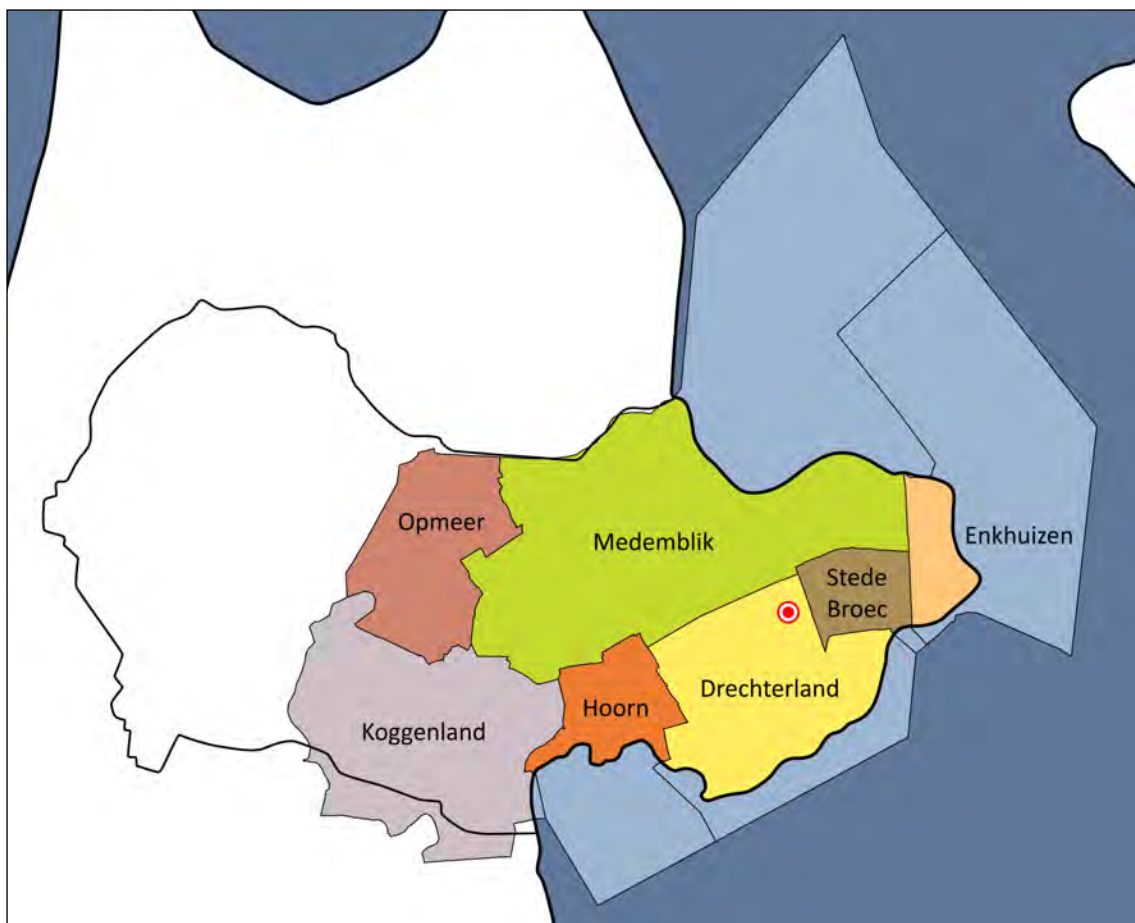 Opmeer
Medemblik
Enkhuizen
Stede
Broec
Drechterland
Hoorn
Koggenland